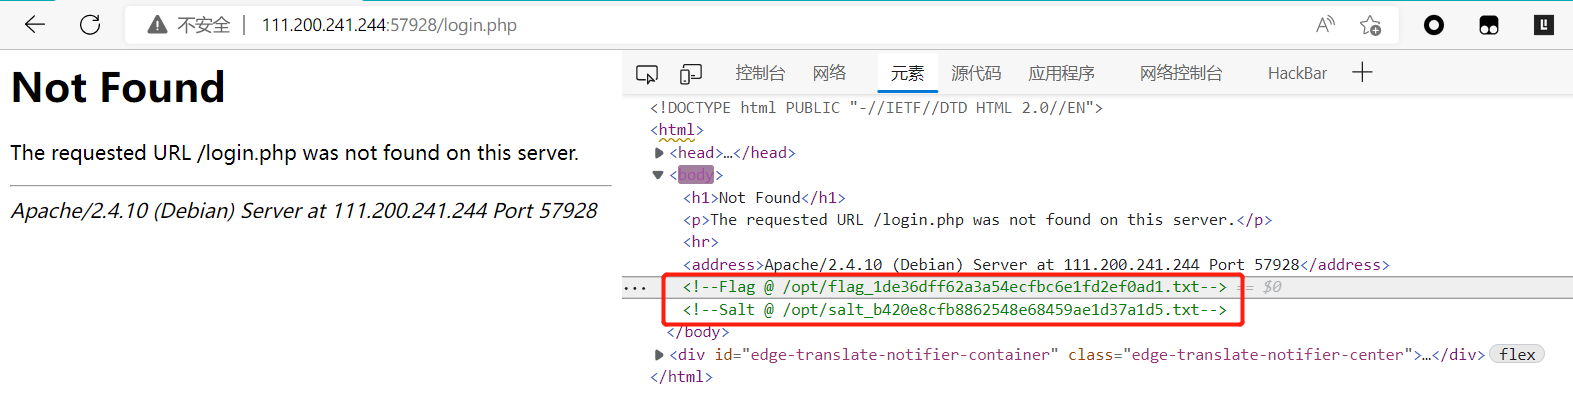 不安全 | 111.200.241.244:57928/login.php
Not Found
The requested URL /login.php was not found on this server.
Apache/2.4.10 (Debian) Server at 111.200.241.244 Port 57928
控制台 网络 元素 源代码 应用程序 网络控制台 HackBar
<!DOCTYPE html PUBLIC "-//IETF//DTD HTML 2.0//EN">
<html>
<head>…</head>
<body>
<h1>Not Found</h1>
<p>The requested URL /login.php was not found on this server.</p>
<hr>
<address>Apache/2.4.10 (Debian) Server at 111.200.241.244 Port 57928</address>
<!--Flag @ /opt/flag_1de36dff62a3a54ecfbc6e1fd2ef0ad1.txt--> == $0
<!--Salt @ /opt/salt_b420e8cfb8862548e68459ae1d37a1d5.txt-->
</body>
<div id="edge-translate-notifier-container" class="edge-translate-notifier-center">…</div> flex
</html>